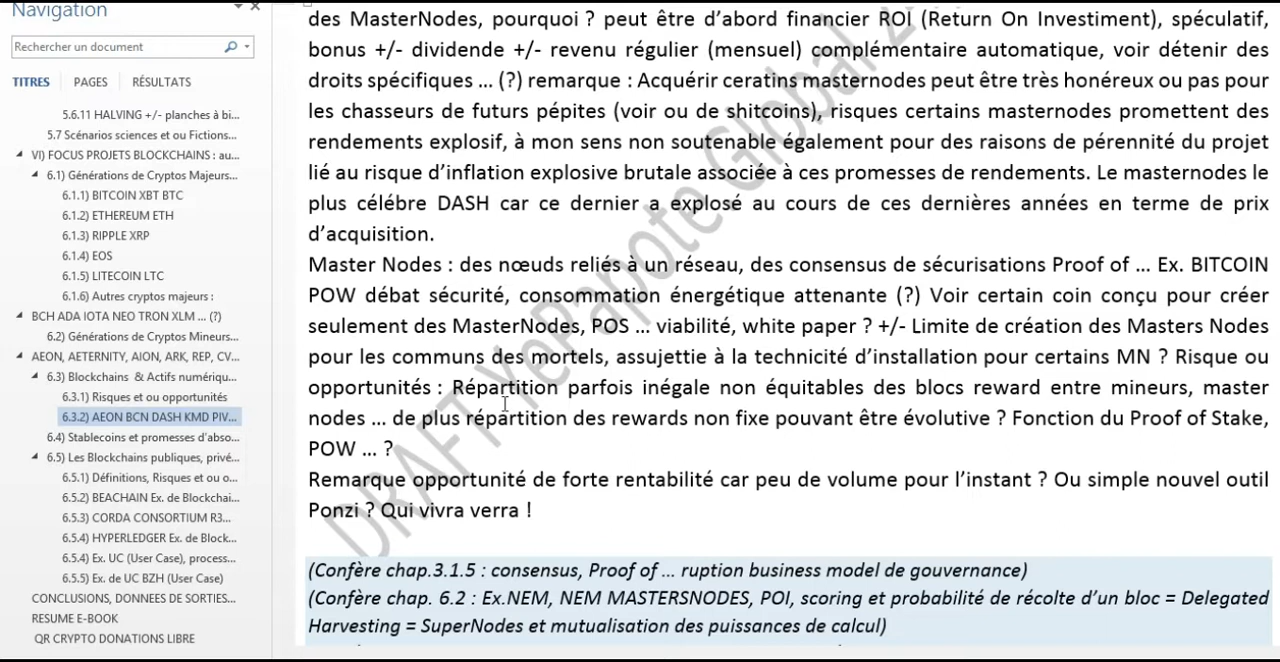 Navigation
Rechercher un document
TITRES PAGES RÉSULTATS
5.6.11 HALVING +/- planches à bi...
5.7 Scénarios sciences et ou Fictions...
VI) FOCUS PROJETS BLOCKCHAINS : au...
6.1) Générations de Cryptos Majeurs...
6.1.1) BITCOIN XBT BTC
6.1.2) ETHEREUM ETH
6.1.3) RIPPLE XRP
6.1.4) EOS
6.1.5) LITECOIN LTC
6.1.6) Autres cryptos majeurs :
BCH ADA IOTA NEO TRON XLM ... (?)
6.2) Générations de Cryptos Mineurs...
AEON, AETERNITY, AION, ARK, REP, CV...
6.3) Blockchains & Actifs numériqu...
6.3.1) Risques et ou opportunités
6.3.2) AEON BCN DASH KMD PIV...
6.4) Stablecoins et promesses d'abso...
6.5) Les Blockchains publiques, privé...
6.5.1) Définitions, Risques et ou o...
6.5.2) BEACHAIN Ex. de Blockchai...
6.5.3) CORDA CONSORTIUM R3...
6.5.4) HYPERLEDGER Ex. de Block...
6.5.4) Ex. UC (User Case), process...
6.5.5) Ex. de UC BZH (User Case)
CONCLUSIONS, DONNEES DE SORTIES...
RESUME E-BOOK
QR CRYPTO DONATIONS LIBRE
des MasterNodes, pourquoi ? peut être d’abord financier ROI (Return On Investiment), spéculatif,
bonus +/- dividende +/- revenu régulier (mensuel) complémentaire automatique, voir détenir des
droits spécifiques ... (?) remarque : Acquérir ceratins masternodes peut être très honéreux ou pas pour
les chasseurs de futurs pépites (voir ou de shitcoins), risques certains masternodes promettent des
rendements explosif, à mon sens non soutenable également pour des raisons de pérennité du projet
lié au risque d’inflation explosive brutale associée à ces promesses de rendements. Le masternodes le
plus célébre DASH car ce dernier a explosé au cours de ces dernières années en terme de prix
d’acquisition.
Master Nodes : des nœuds reliés à un réseau, des consensus de sécurisations Proof of ... Ex. BITCOIN
POW débat sécurité, consommation énergétique attenante (?) Voir certain coin conçu pour créer
seulement des MasterNodes, POS ... viabilité, white paper ? +/- Limite de création des Masters Nodes
pour les communs des mortels, assujettie à la technicité d’installation pour certains MN ? Risque ou
opportunités : Répartition parfois inégale non équitables des blocs reward entre mineurs, master
nodes ... de plus répartition des rewards non fixe pouvant être évolutive ? Fonction du Proof of Stake,
POW ... ?
Remarque opportunité de forte rentabilité car peu de volume pour l’instant ? Ou simple nouvel outil
Ponzi ? Qui vivra verra !
(Confère chap.3.1.5 : consensus, Proof of ... ruption business model de gouvernance)
(Confère chap. 6.2 : Ex.NEM, NEM MASTERSNODES, POI, scoring et probabilité de récolte d’un bloc = Delegated
Harvesting = SuperNodes et mutualisation des puissances de calcul)
DRAFT YePapote Global